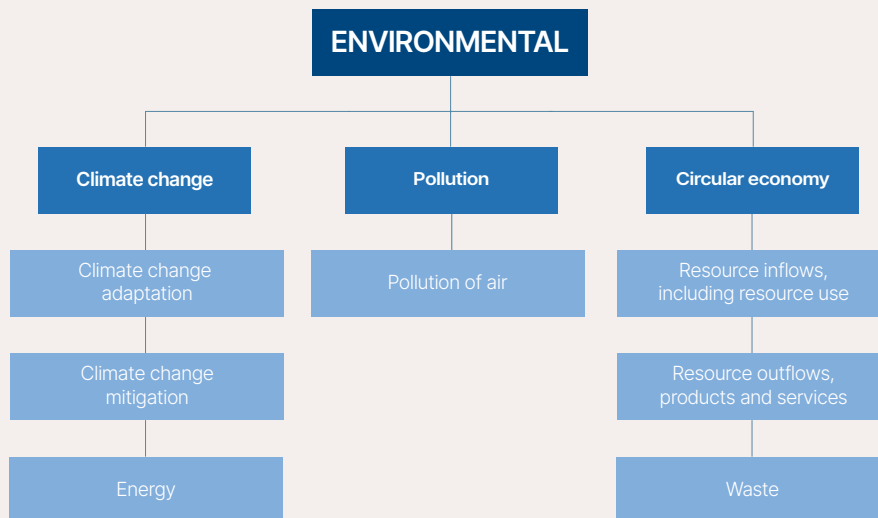 ENVIRONMENTAL
Climate change
Pollution
Circular economy
Climate change
adaptation
Pollution of air
Resource inflows,
including resource use
Climate change
mitigation
Resource outflows,
products and services
Energy
Waste